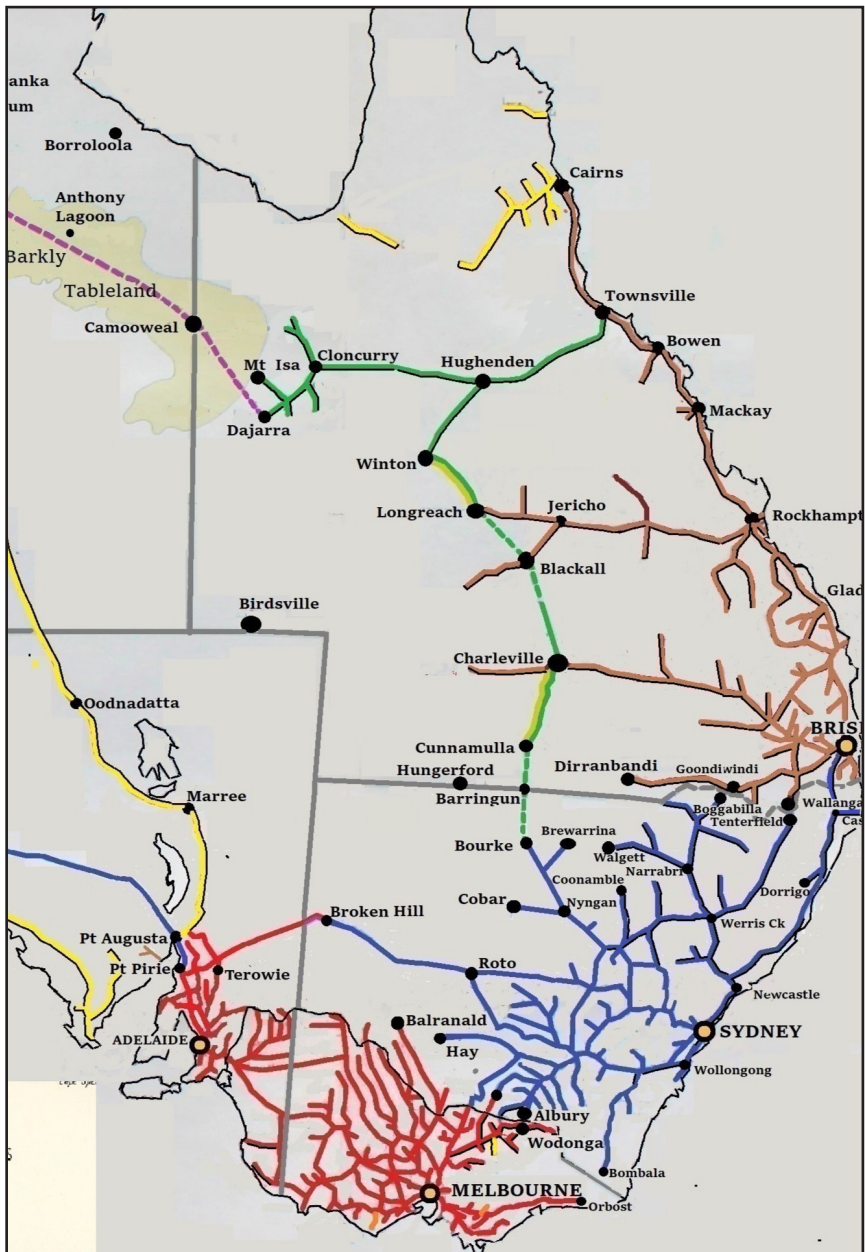 anka
um
Borroloola
Cairns
Anthony
Lagoon
Barkly
Tableland
Townsville
Camooweal
Bowen
Mt Isa
Cloncurry
Hughenden
Mackay
Dajarra
Winton
Longreach
Jericho
Rockhampt
Blackall
Glad
Birdsville
Charleville
Oodnadatta
BRIS
Cunnamulla
Hungerford
Dirranbandi
Goondiwindi
Barringun
Boggabilla
Wallanga
Marree
Tenterfield
Cas
Bourke
Brewarrina
Walgett
Coonamble
Narrabri
Dorrigo
Cobar
Nyngan
Broken Hill
Werris Ck
Pt Augusta
Roto
Pt Pirie
Terowie
Newcastle
Balranald
ADELAIDE
Hay
SYDNEY
Wollongong
Albury
Wodonga
Bombala
MELBOURNE
Orbost